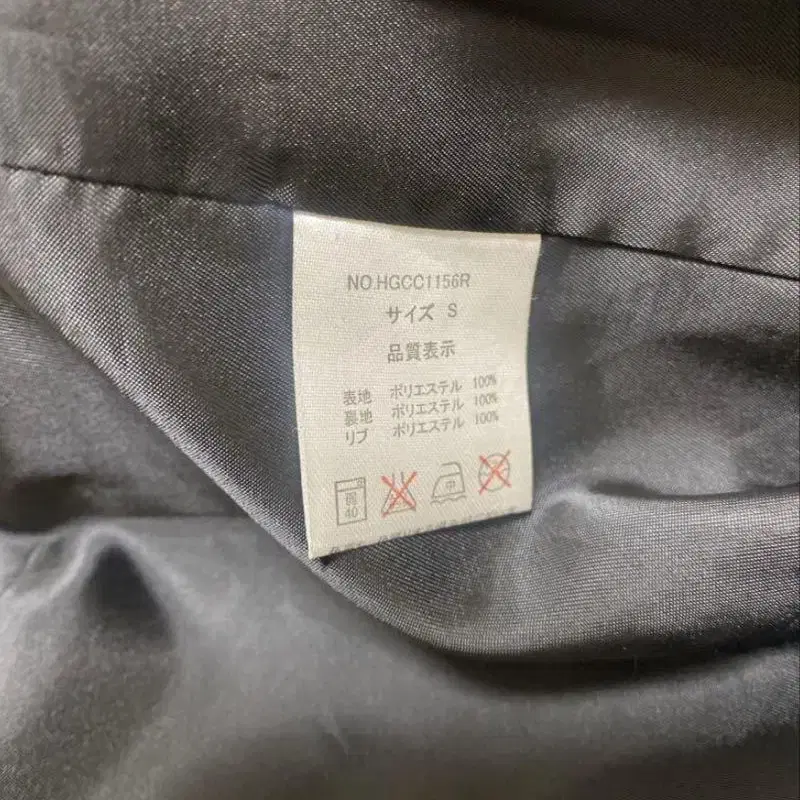 NO.HGCC1156R
サイズ S
品質表示
表地 ポリエステル 100%
裏地 ポリエステル 100%
リブ ポリエステル 100%
40 中